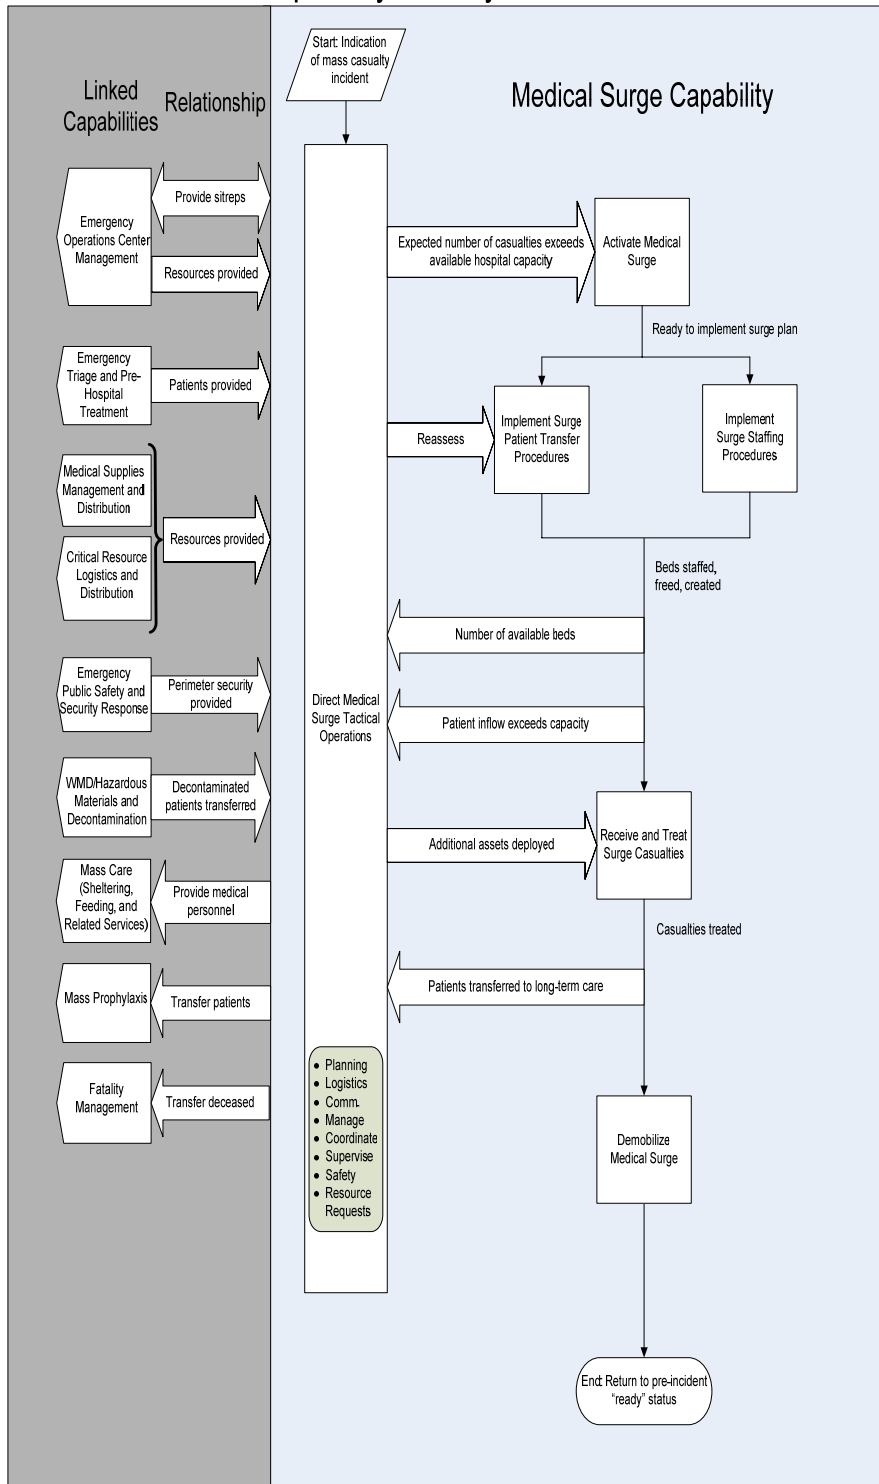 Start: Indication
of mass casualty
incident
Linked
Capabilities
Relationship
Medical Surge Capability
Emergency
Operations Center
Management
Provide sitreps
Resources provided
Expected number of casualties exceeds
available hospital capacity
Activate Medical
Surge
Ready to implement surge plan
Emergency
Triage and Pre-
Hospital
Treatment
Patients provided
Reassess
Implement Surge
Patient Transfer
Procedures
Implement
Surge Staffing
Procedures
Medical Supplies
Management and
Distribution
Critical Resource
Logistics and
Distribution
Resources provided
Beds staffed,
freed, created
Number of available beds
Emergency
Public Safety and
Security Response
Perimeter security
provided
Direct Medical
Surge Tactical
Operations
Patient inflow exceeds capacity
WMD/Hazardous
Materials and
Decontamination
Decontaminated
patients transferred
Additional assets deployed
Receive and Treat
Surge Casualties
Mass Care
(Sheltering,
Feeding, and
Related Services)
Provide medical
personnel
Casualties treated
Mass Prophylaxis
Transfer patients
Patients transferred to long-term care
Fatality
Management
Transfer deceased
• Planning
• Logistics
• Comm.
• Manage
• Coordinate
• Supervise
• Safety
• Resource
Requests
Demobilize
Medical Surge
End: Return to pre-incident
“ready” status